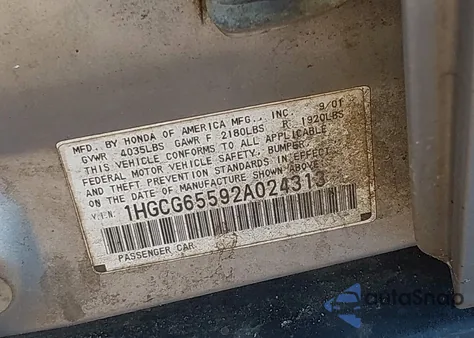 MFD. BY HONDA OF AMERICA MFG., INC. 9/01
GVWR 4035LBS GAWR F 2180LBS R 1920LBS
THIS VEHICLE CONFORMS TO ALL APPLICABLE
FEDERAL MOTOR VEHICLE SAFETY, BUMPER,
AND THEFT PREVENTION STANDARDS IN EFFECT
ON THE DATE OF MANUFACTURE SHOWN ABOVE.
V.I.N. 1HGCG65592A024313
PASSENGER CAR
autoSnap